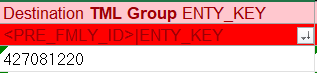 Destination TML Group ENTY_KEY
<PRE_FMLY_ID>|ENTY_KEY
427081220